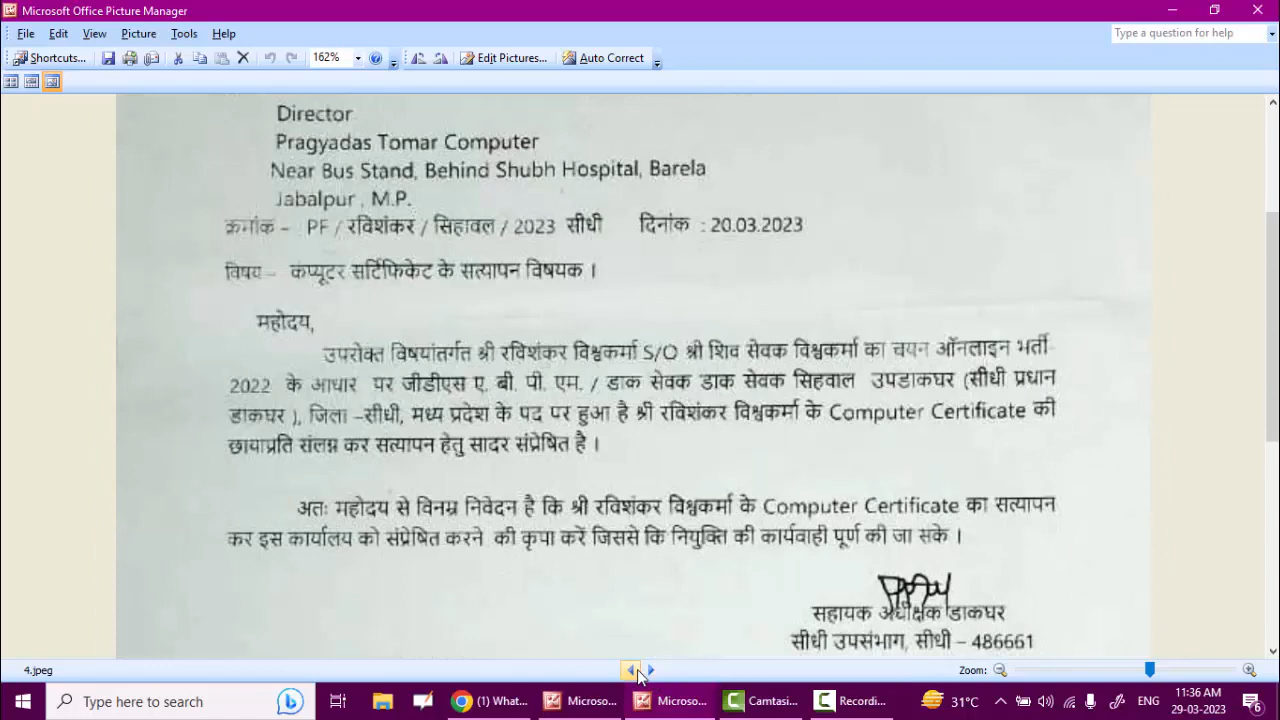 Microsoft Office Picture Manager
File Edit View Picture Tools Help
Type a question for help
Shortcuts... 162% Edit Pictures... Auto Correct
Director
Pragyadas Tomar Computer
Near Bus Stand, Behind Shubh Hospital, Barela
Jabalpur , M.P.
क्रमांक – PF / रविशंकर / सिहावल / 2023 सीधी दिनांक : 20.03.2023
विषय – कंप्यूटर सर्टिफिकेट के सत्यापन विषयक ।
महोदय,
उपरोक्त विषयांतर्गत श्री रविशंकर विश्वकर्मा S/O श्री शिव सेवक विश्वकर्मा का चयन ऑनलाइन भर्ती
2022 के आधार पर जीडीएस ए. बी. पी. एम. / डाक सेवक डाक सेवक सिहवाल उपडाकघर (सीधी प्रधान
डाकघर ), जिला –सीधी, मध्य प्रदेश के पद पर हुआ है श्री रविशंकर विश्वकर्मा के Computer Certificate की
छायाप्रति संलग्न कर सत्यापन हेतु सादर संप्रेषित है ।
अतः महोदय से विनम्र निवेदन है कि श्री रविशंकर विश्वकर्मा के Computer Certificate का सत्यापन
कर इस कार्यालय को संप्रेषित करने की कृपा करें जिससे कि नियुक्ति की कार्यवाही पूर्ण की जा सके ।
सहायक अधीक्षक डाकघर
सीधी उपसंभाग, सीधी – 486661
4.jpeg Zoom:
Type here to search (1) What... Microso... Microso... Camtasi... Recordi... 31°C ENG 11:36 AM
29-03-2023 6